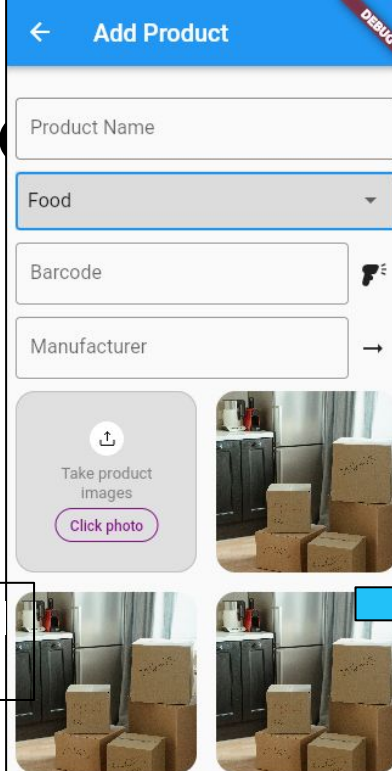 Add Product
DEBUG
Product Name
Food
Barcode
Manufacturer
Take product
images
Click photo